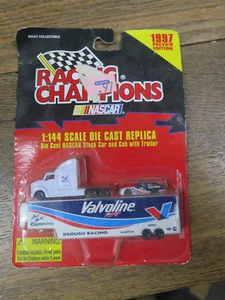 ADULT COLLECTIBLE
1997
PREVIEW
EDITION
RACING
CHAMPIONS
NASCAR
1:144 SCALE DIE CAST REPLICA
Die Cast NASCAR Stock Car and Cab with Trailer
Valvoline
Cummins
ROUSH RACING
GOODYEAR
WARNING: